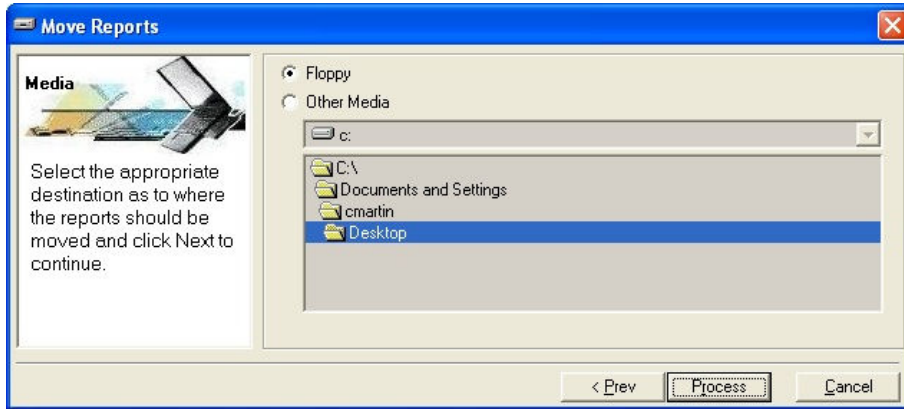 Move Reports
Media
Select the appropriate
destination as to where
the reports should be
moved and click Next to
continue.
Floppy
Other Media
c:
C:\
Documents and Settings
cmartin
Desktop
< Prev
Process
Cancel